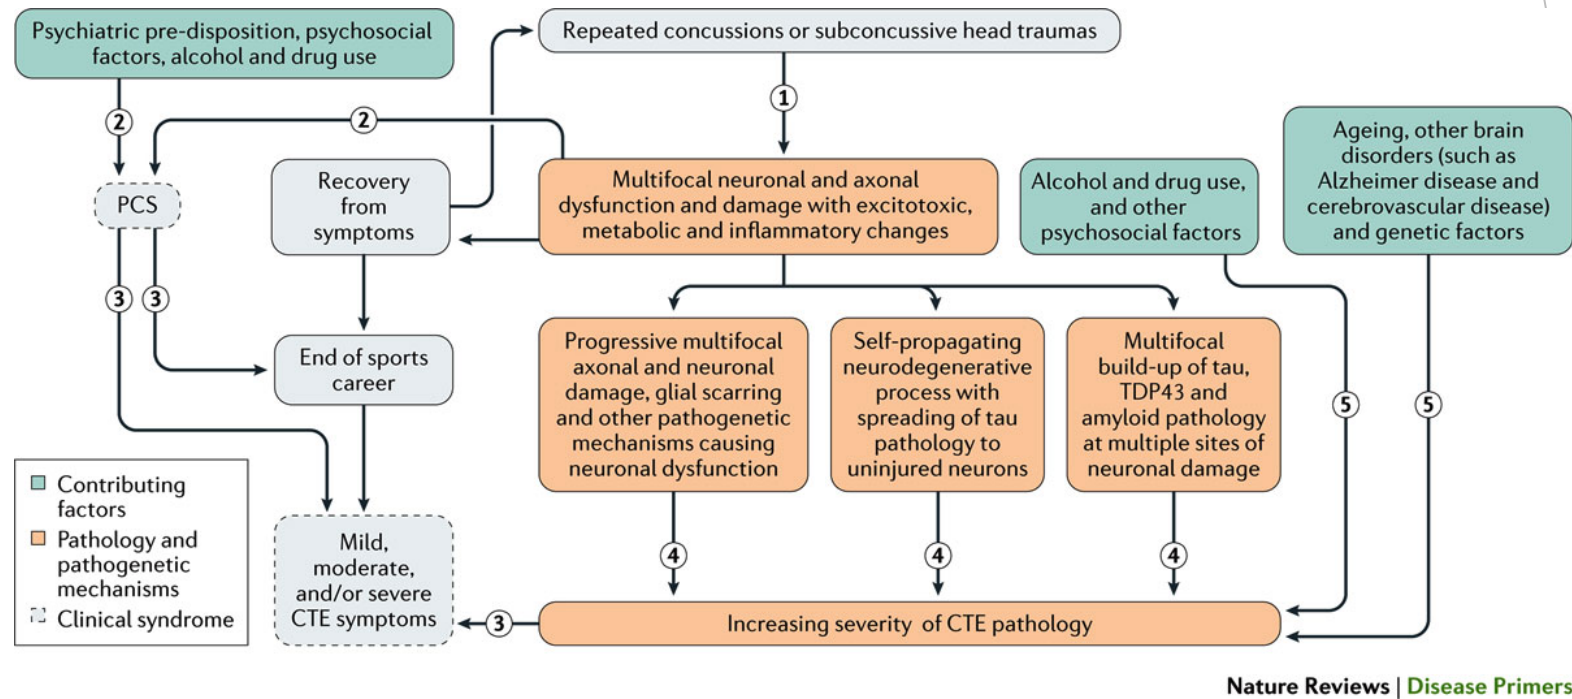 Psychiatric pre-disposition, psychosocial
factors, alcohol and drug use
Repeated concussions or subconcussive head traumas
1
2
2
Ageing, other brain
disorders (such as
Alzheimer disease and
cerebrovascular disease)
and genetic factors
PCS
Recovery
from
symptoms
Multifocal neuronal and axonal
dysfunction and damage with excitotoxic,
metabolic and inflammatory changes
Alcohol and drug use,
and other
psychosocial factors
3
3
End of sports
career
Progressive multifocal
axonal and neuronal
damage, glial scarring
and other pathogenetic
mechanisms causing
neuronal dysfunction
Self-propagating
neurodegenerative
process with
spreading of tau
pathology to
uninjured neurons
Multifocal
build-up of tau,
TDP43 and
amyloid pathology
at multiple sites of
neuronal damage
5
5
Contributing
factors
Pathology and
pathogenetic
mechanisms
Clinical syndrome
Mild,
moderate,
and/or severe
CTE symptoms
4
4
4
3
Increasing severity of CTE pathology
Nature Reviews | Disease Primers